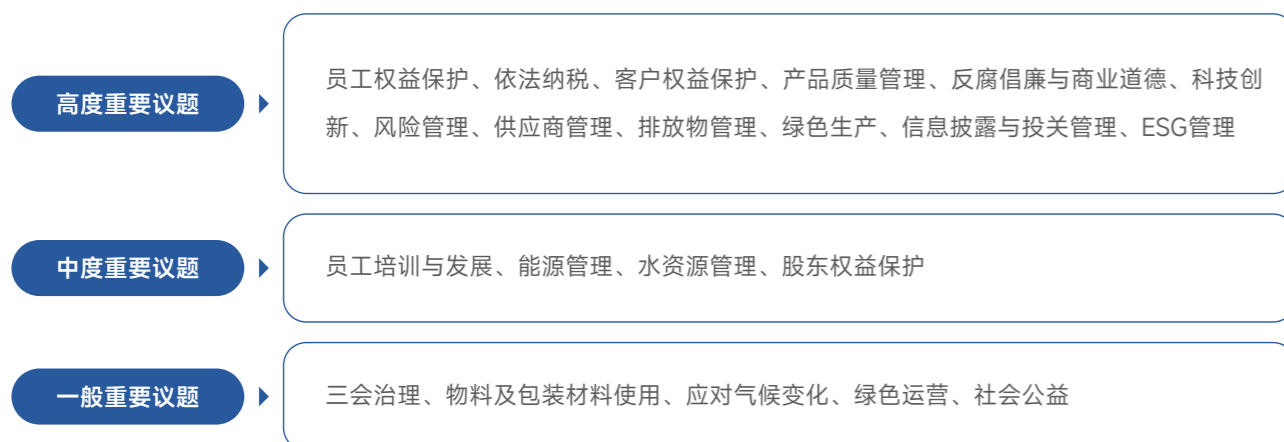 高度重要议题
员工权益保护、依法纳税、客户权益保护、产品质量管理、反腐倡廉与商业道德、科技创
新、风险管理、供应商管理、排放物管理、绿色生产、信息披露与投关管理、ESG管理
中度重要议题
员工培训与发展、能源管理、水资源管理、股东权益保护
一般重要议题
三会治理、物料及包装材料使用、应对气候变化、绿色运营、社会公益